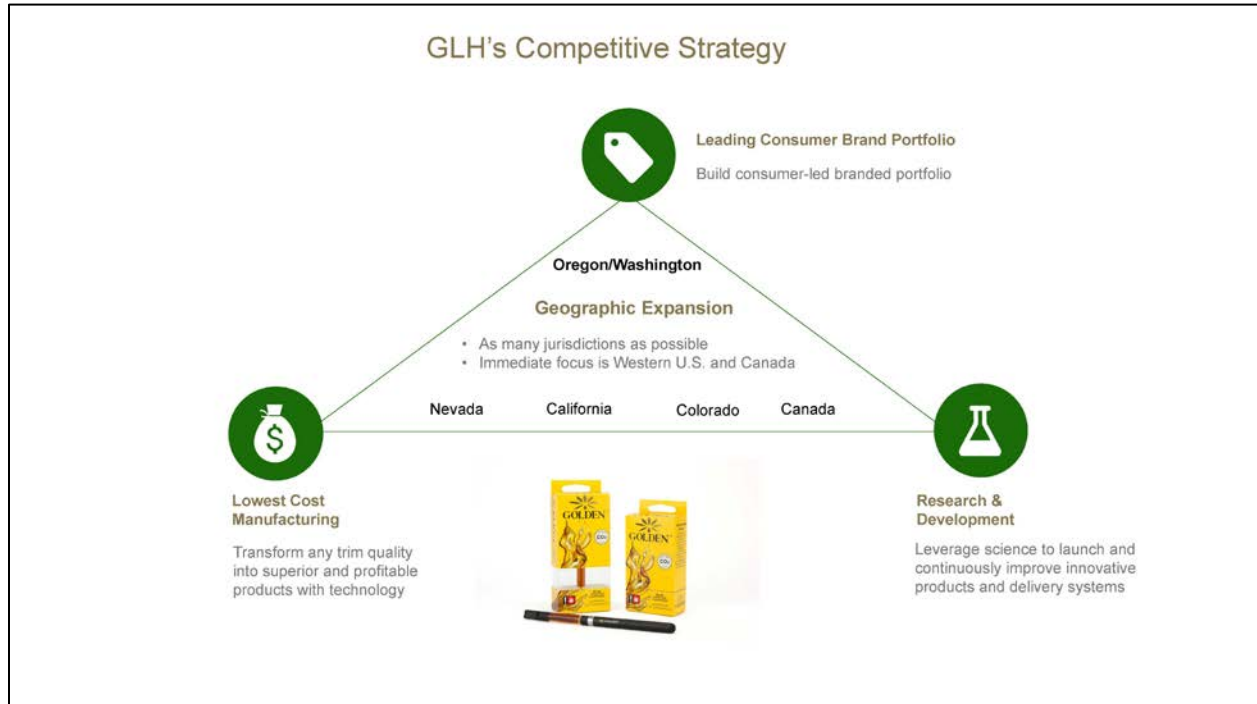 GLH's Competitive Strategy
Leading Consumer Brand Portfolio
Build consumer-led branded portfolio
Oregon/Washington
Geographic Expansion
• As many jurisdictions as possible
• Immediate focus is Western U.S. and Canada
Nevada California Colorado Canada
$
Lowest Cost
Manufacturing
Transform any trim quality
into superior and profitable
products with technology
GOLDEN
GOLDEN
Research &
Development
Leverage science to launch and
continuously improve innovative
products and delivery systems